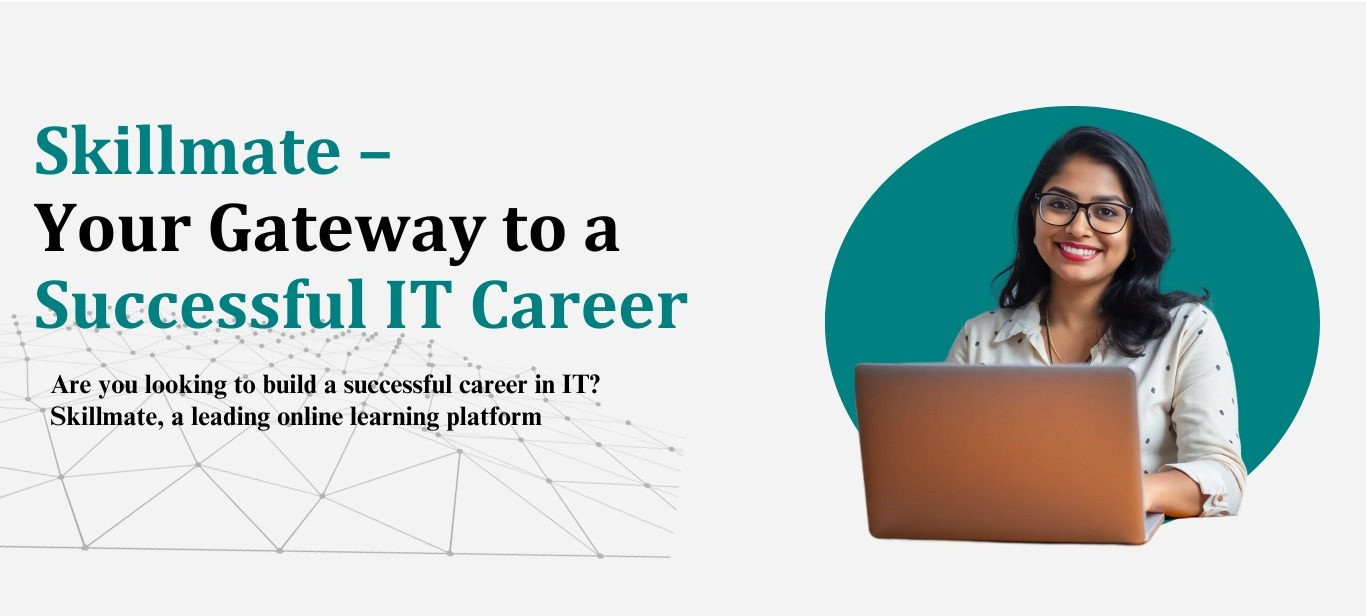 Skillmate –
Your Gateway to a
Successful IT Career
Are you looking to build a successful career in IT?
Skillmate, a leading online learning platform